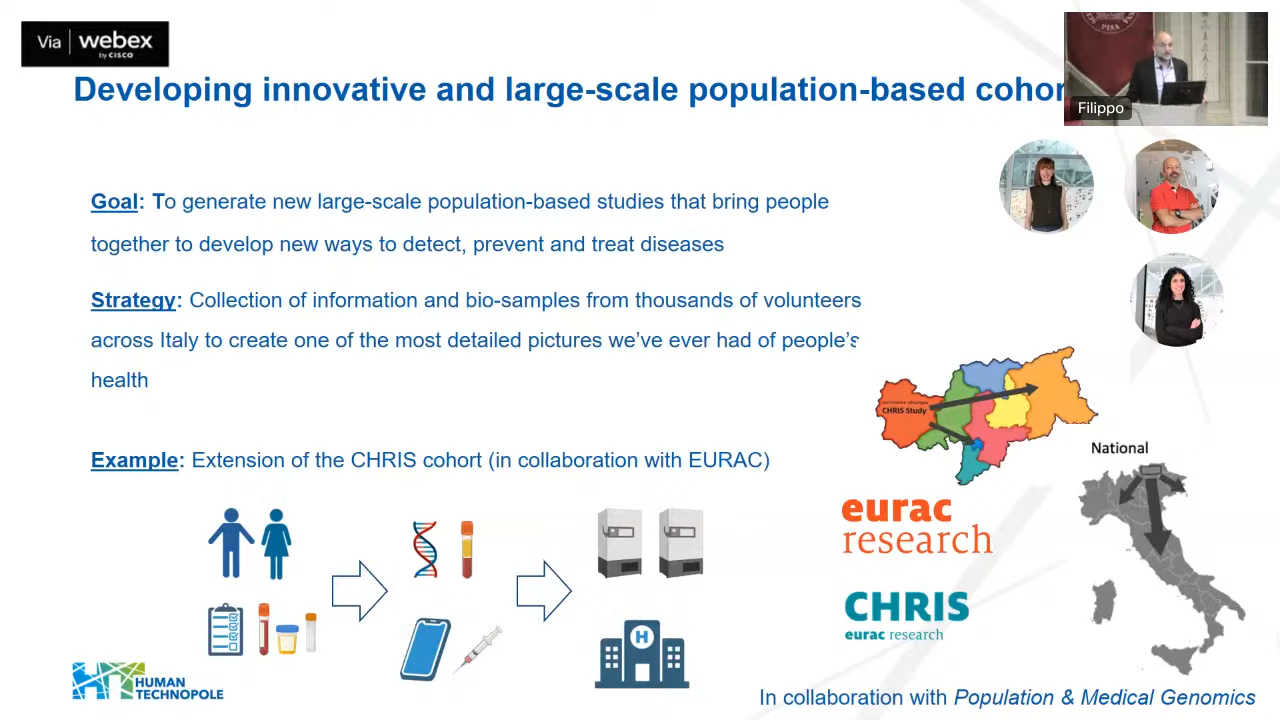 Via webex
by CISCO
Developing innovative and large-scale population-based cohor
PISA
Filippo
Goal: To generate new large-scale population-based studies that bring people
together to develop new ways to detect, prevent and treat diseases
Strategy: Collection of information and bio-samples from thousands of volunteers
across Italy to create one of the most detailed pictures we've ever had of people's
health
CHRIS Study
National
Example: Extension of the CHRIS cohort (in collaboration with EURAC)
eurac
research
H
CHRIS
eurac research
HT HUMAN
TECHNOPOLE
In collaboration with Population & Medical Genomics